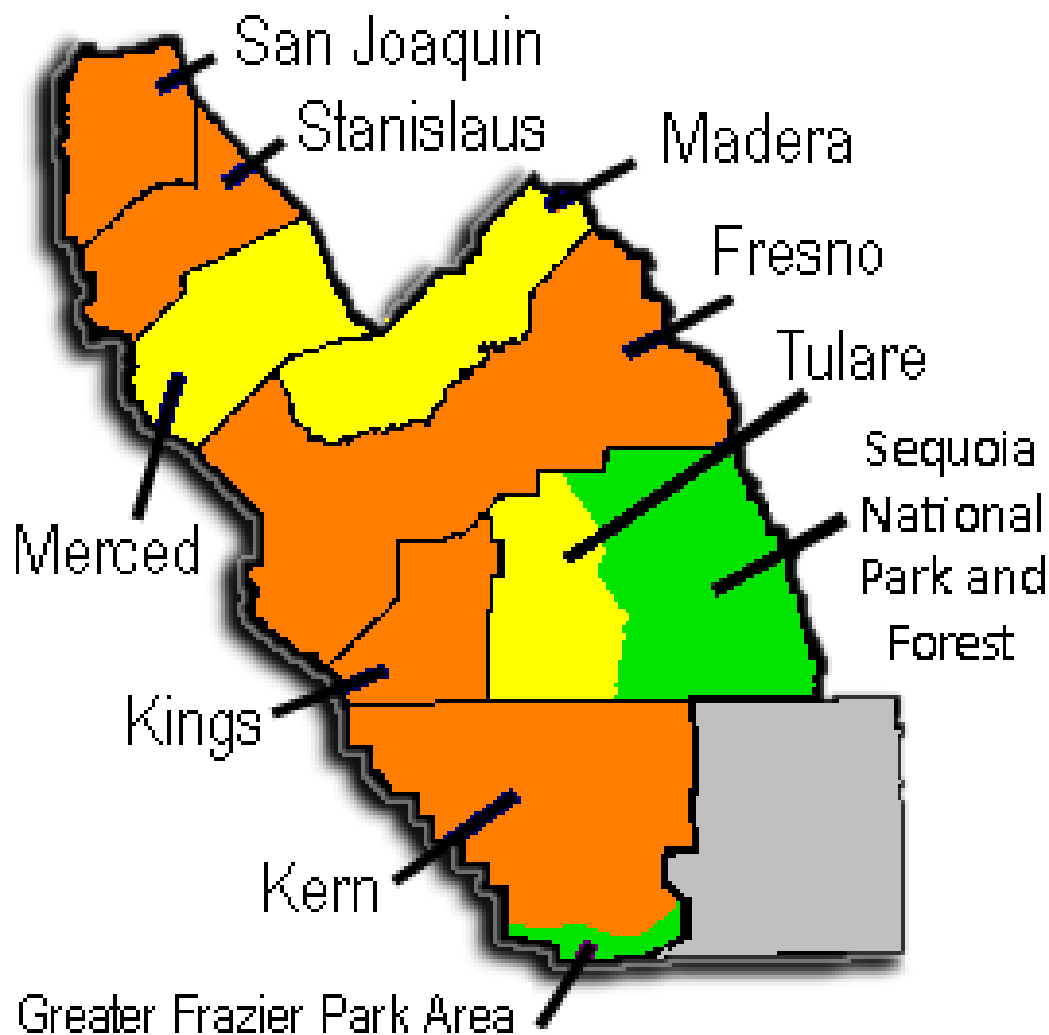 San Joaquin
Stanislaus
Madera
Fresno
Tulare
Sequoia
National
Park and
Forest
Merced
Kings
Kern
Greater Frazier Park Area